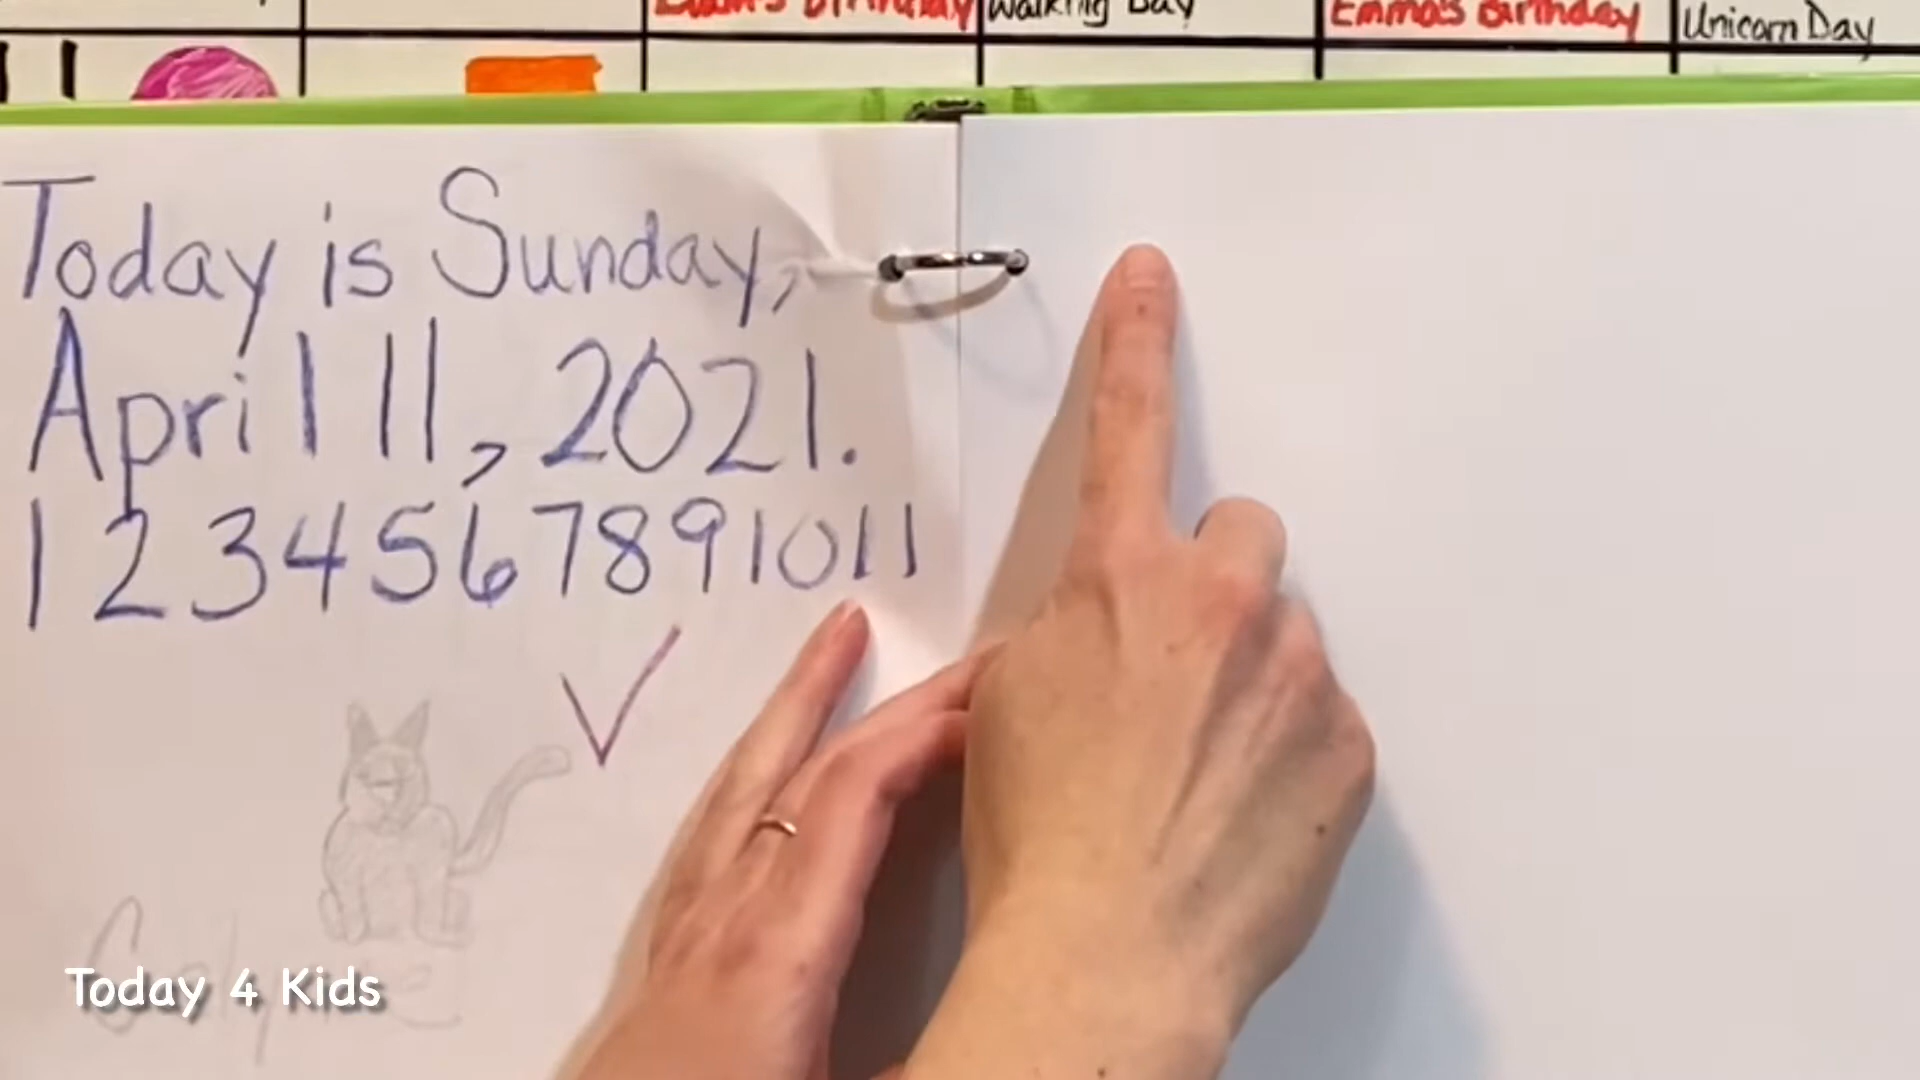 Birthday Walking Day Emma's Birthday Unicorn Day
Today is Sunday,
April 11, 2021.
1 2 3 4 5 6 7 8 9 10 11
Today 4 Kids